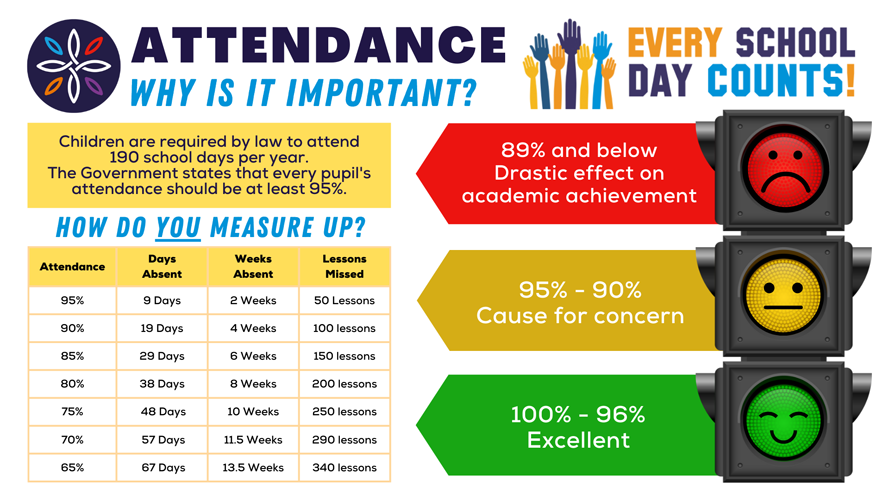 ATTENDANCE
WHY IS IT IMPORTANT?
EVERY SCHOOL
DAY COUNTS!
Children are required by law to attend
190 school days per year.
The Government states that every pupil's
attendance should be at least 95%.
HOW DO YOU MEASURE UP?
Attendance Days Absent Weeks Absent Lessons Missed
95% 9 Days 2 Weeks 50 Lessons
90% 19 Days 4 Weeks 100 lessons
85% 29 Days 6 Weeks 150 lessons
80% 38 Days 8 Weeks 200 lessons
75% 48 Days 10 Weeks 250 lessons
70% 57 Days 11.5 Weeks 290 lessons
65% 67 Days 13.5 Weeks 340 lessons
89% and below
Drastic effect on
academic achievement
95% - 90%
Cause for concern
100% - 96%
Excellent